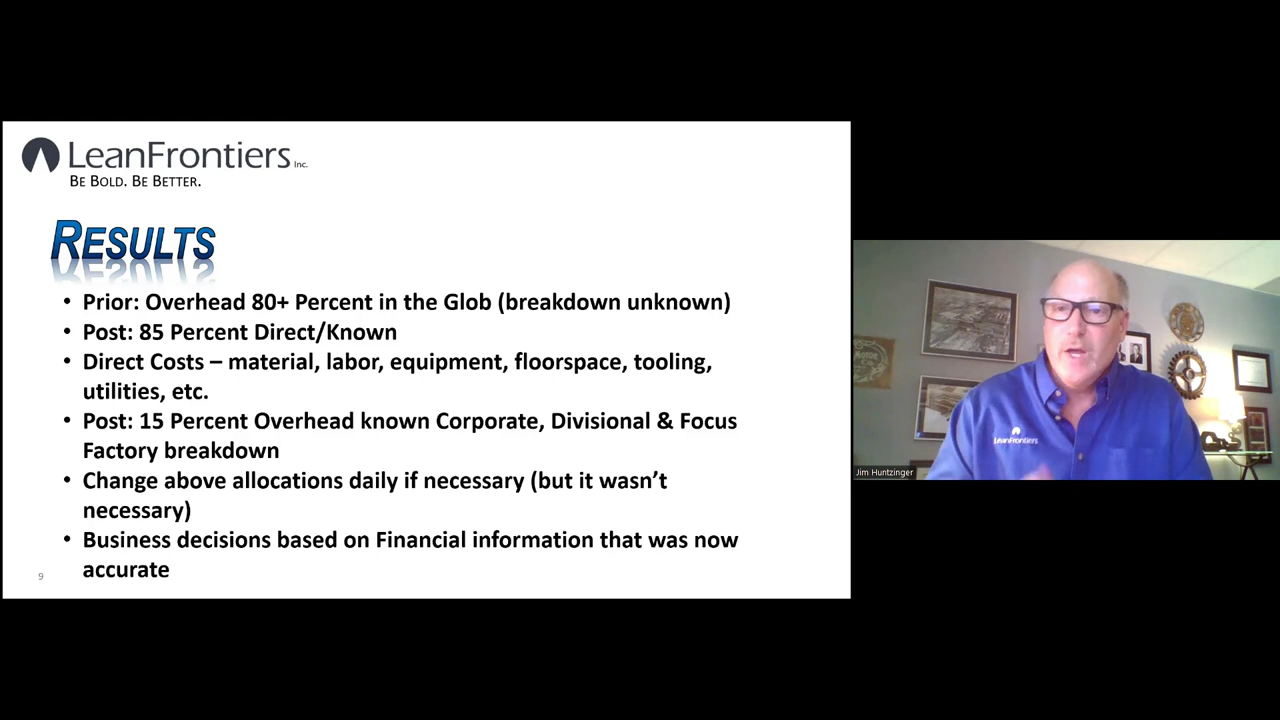 LeanFrontiers Inc.
BE BOLD. BE BETTER.
RESULTS
• Prior: Overhead 80+ Percent in the Glob (breakdown unknown)
• Post: 85 Percent Direct/Known
• Direct Costs – material, labor, equipment, floorspace, tooling,
utilities, etc.
• Post: 15 Percent Overhead known Corporate, Divisional & Focus
Factory breakdown
• Change above allocations daily if necessary (but it wasn’t
necessary)
• Business decisions based on Financial information that was now
accurate
9
LeanFrontiers
Jim Huntzinger